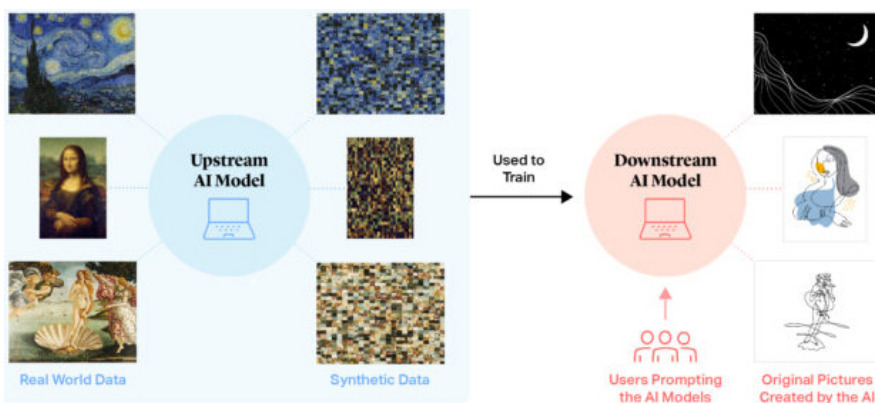 Upstream
AI Model
Used to
Train
Downstream
AI Model
Real World Data
Synthetic Data
Users Prompting
the AI Models
Original Pictures
Created by the AI